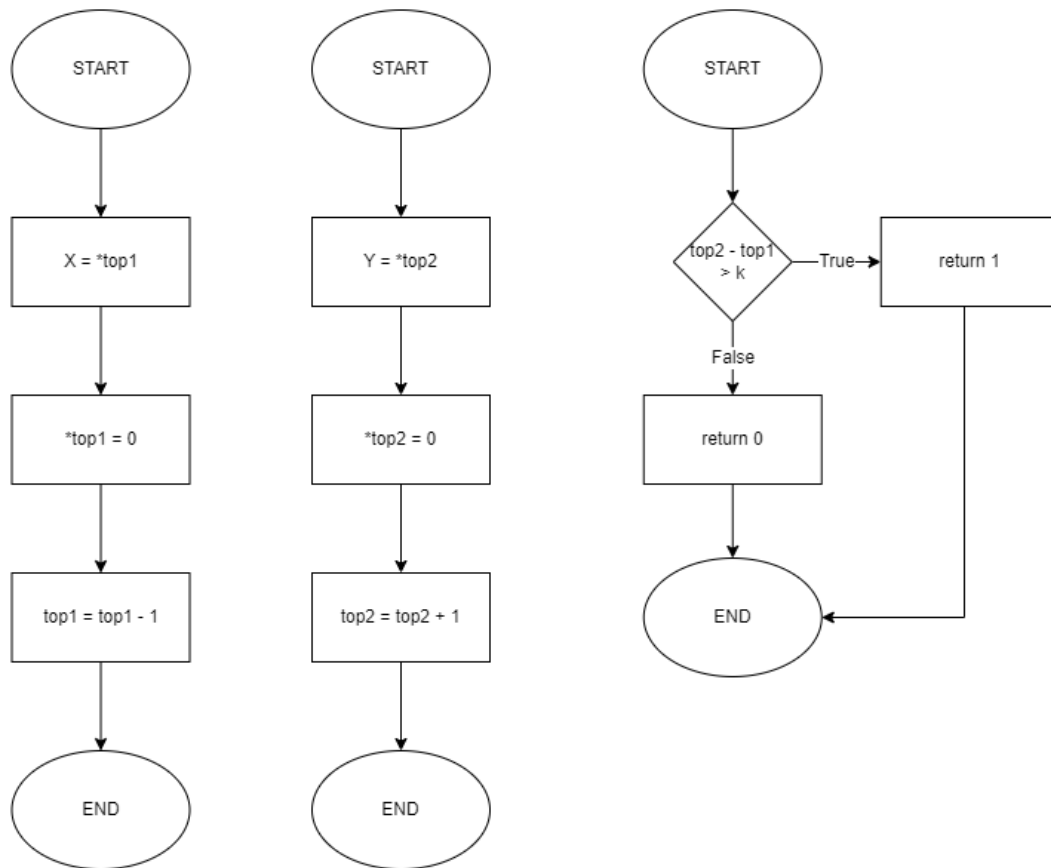 START
X = *top1
*top1 = 0
top1 = top1 - 1
END
START
Y = *top2
*top2 = 0
top2 = top2 + 1
END
START
top2 - top1
> k
True
return 1
False
return 0
END